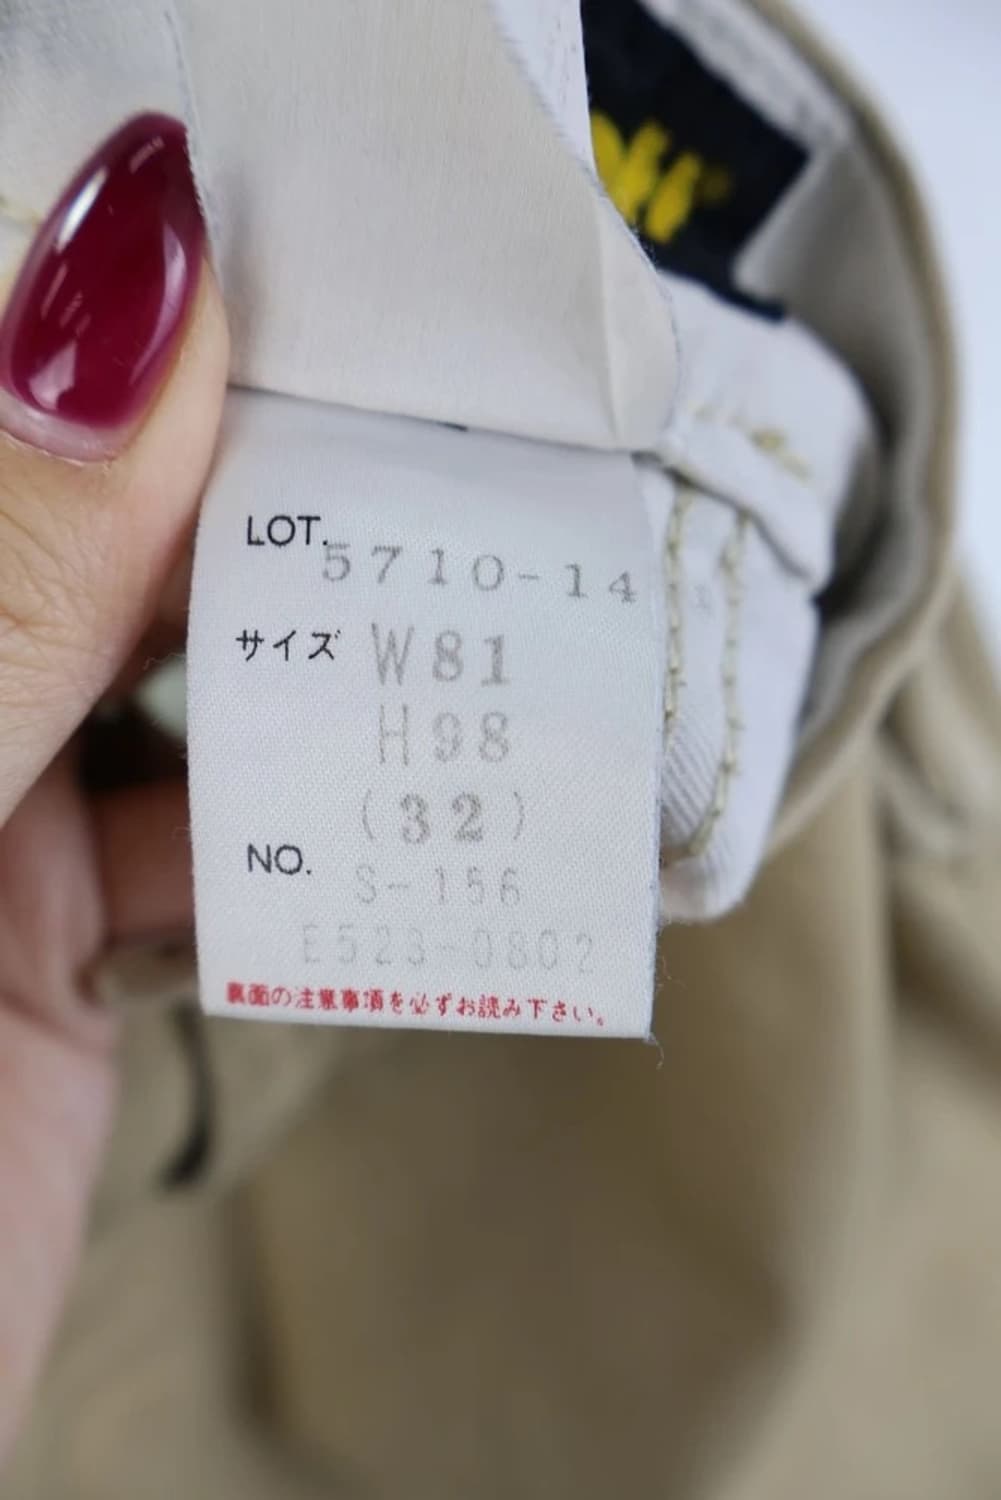 LOT. 5710-14
サイズ W81
H98
(32)
NO. S-156
E523-0802
裏面の注意事項を必ずお読み下さい。